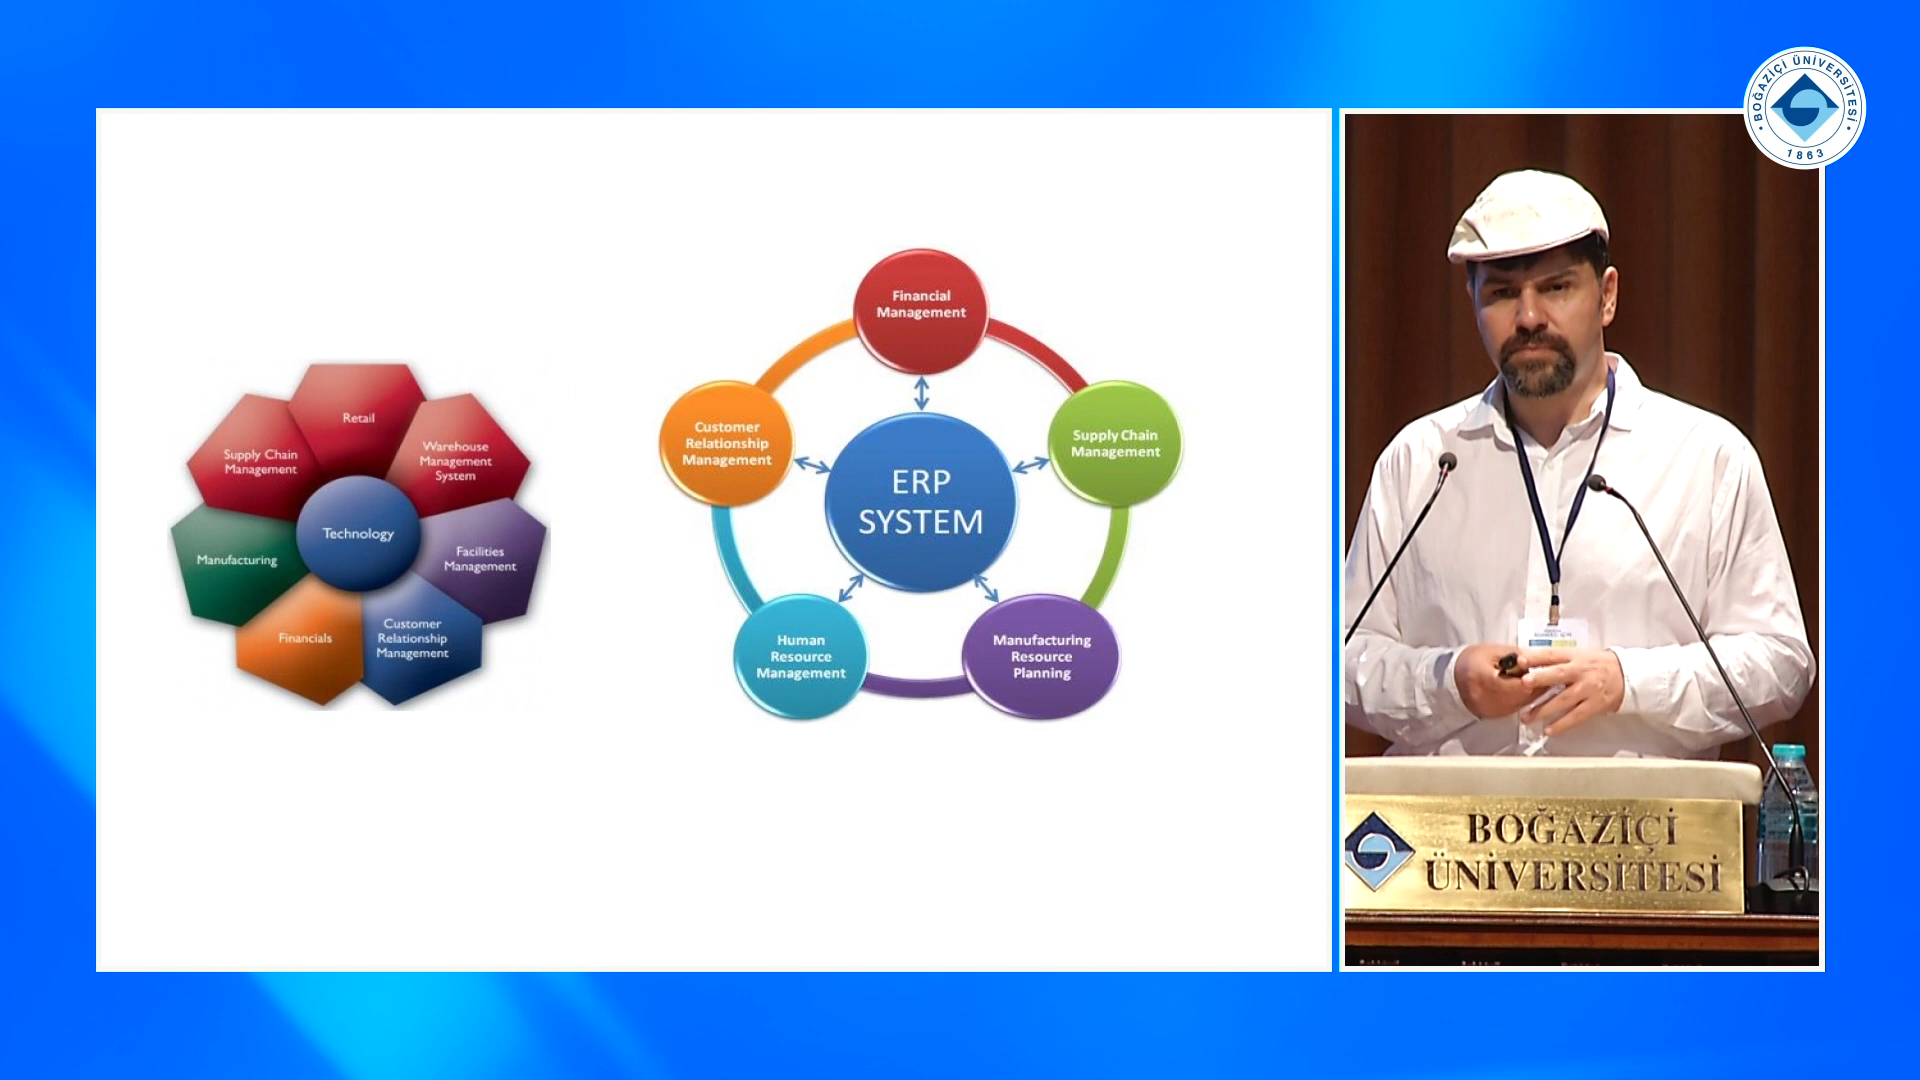 Retail
Supply Chain
Management
Warehouse
Management
System
Technology
Manufacturing
Facilities
Management
Financials
Customer
Relationship
Management
Financial
Management
Customer
Relationship
Management
Supply Chain
Management
ERP
SYSTEM
Human
Resource
Management
Manufacturing
Resource
Planning
BOĞAZİÇİ ÜNİVERSİTESİ
1863
BOĞAZİÇİ
ÜNİVERSİTESİ